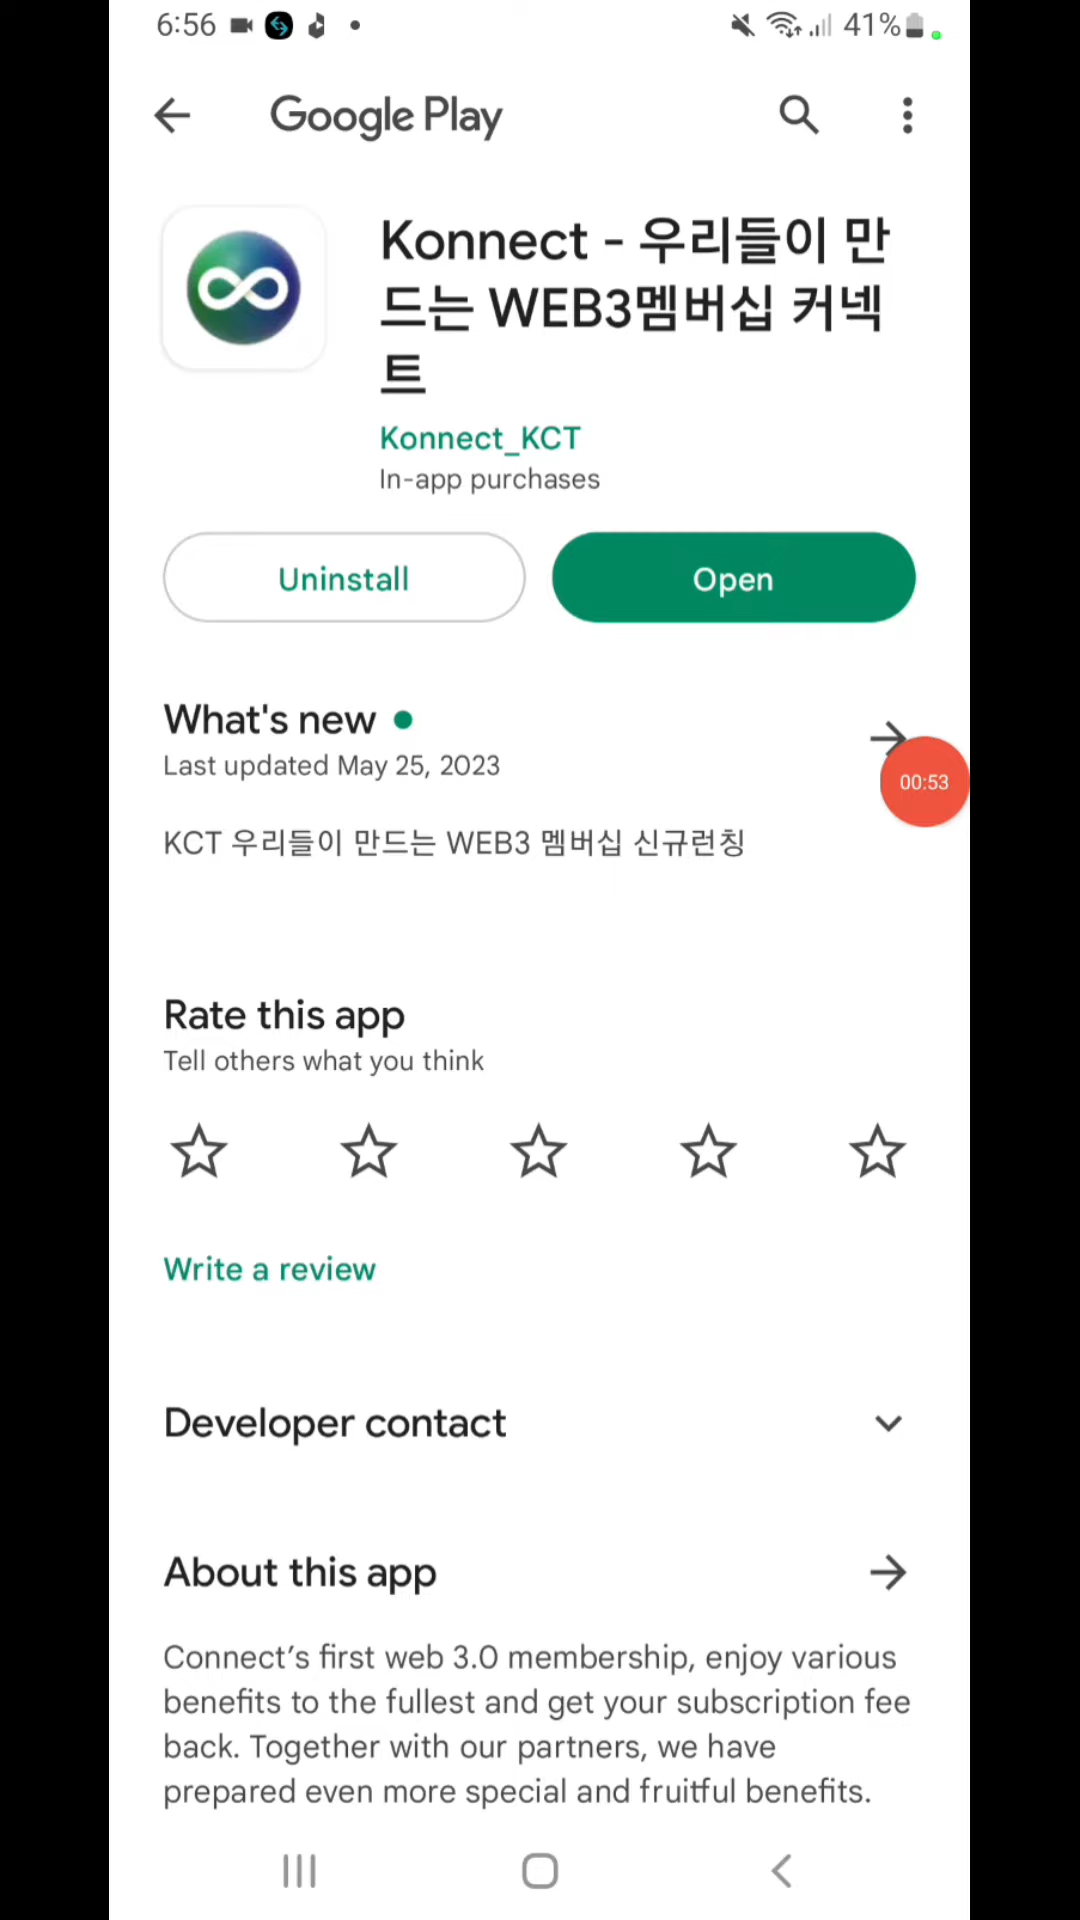 6:56
41%
Google Play
Konnect - 우리들이 만
드는 WEB3멤버십 커넥
트
Konnect_KCT
In-app purchases
Uninstall
Open
What's new
Last updated May 25, 2023
00:53
KCT 우리들이 만드는 WEB3 멤버십 신규런칭
Rate this app
Tell others what you think
Write a review
Developer contact
About this app
Connect's first web 3.0 membership, enjoy various
benefits to the fullest and get your subscription fee
back. Together with our partners, we have
prepared even more special and fruitful benefits.